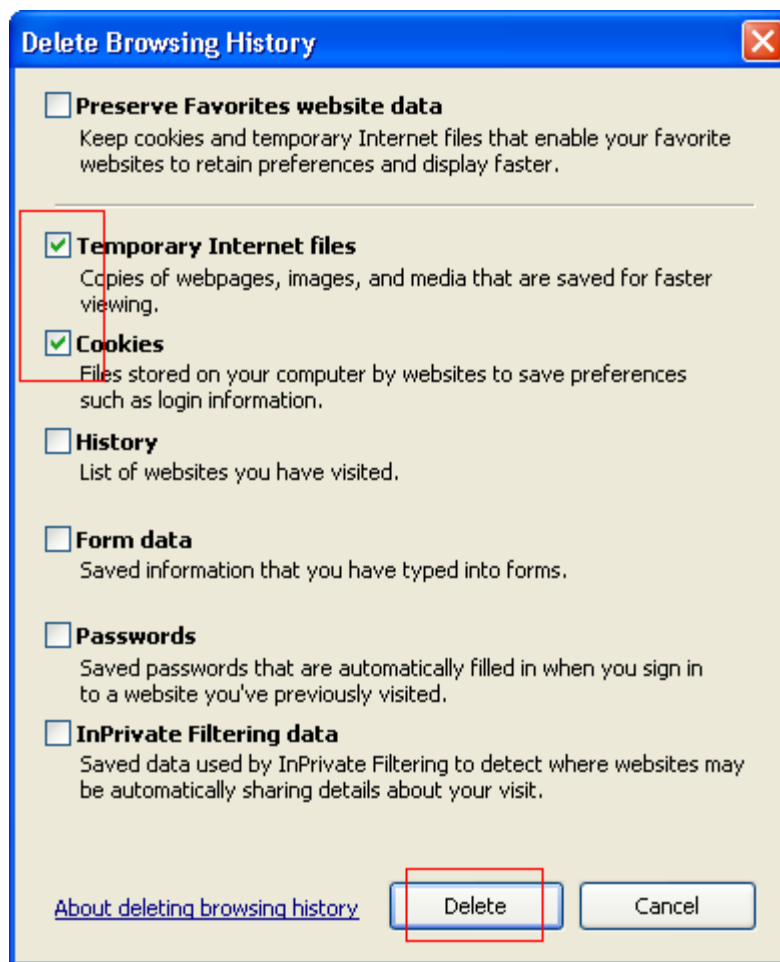 Delete Browsing History
Preserve Favorites website data
Keep cookies and temporary Internet files that enable your favorite
websites to retain preferences and display faster.
Temporary Internet files
Copies of webpages, images, and media that are saved for faster
viewing.
Cookies
Files stored on your computer by websites to save preferences
such as login information.
History
List of websites you have visited.
Form data
Saved information that you have typed into forms.
Passwords
Saved passwords that are automatically filled in when you sign in
to a website you've previously visited.
InPrivate Filtering data
Saved data used by InPrivate Filtering to detect where websites may
be automatically sharing details about your visit.
About deleting browsing history Delete Cancel